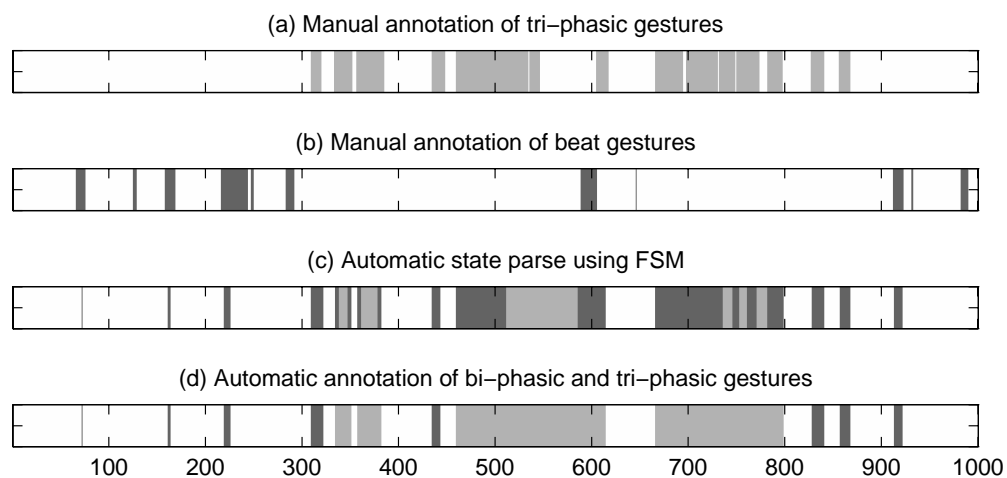 (a) Manual annotation of tri−phasic gestures
(b) Manual annotation of beat gestures
(c) Automatic state parse using FSM
(d) Automatic annotation of bi−phasic and tri−phasic gestures
100 200 300 400 500 600 700 800 900 1000